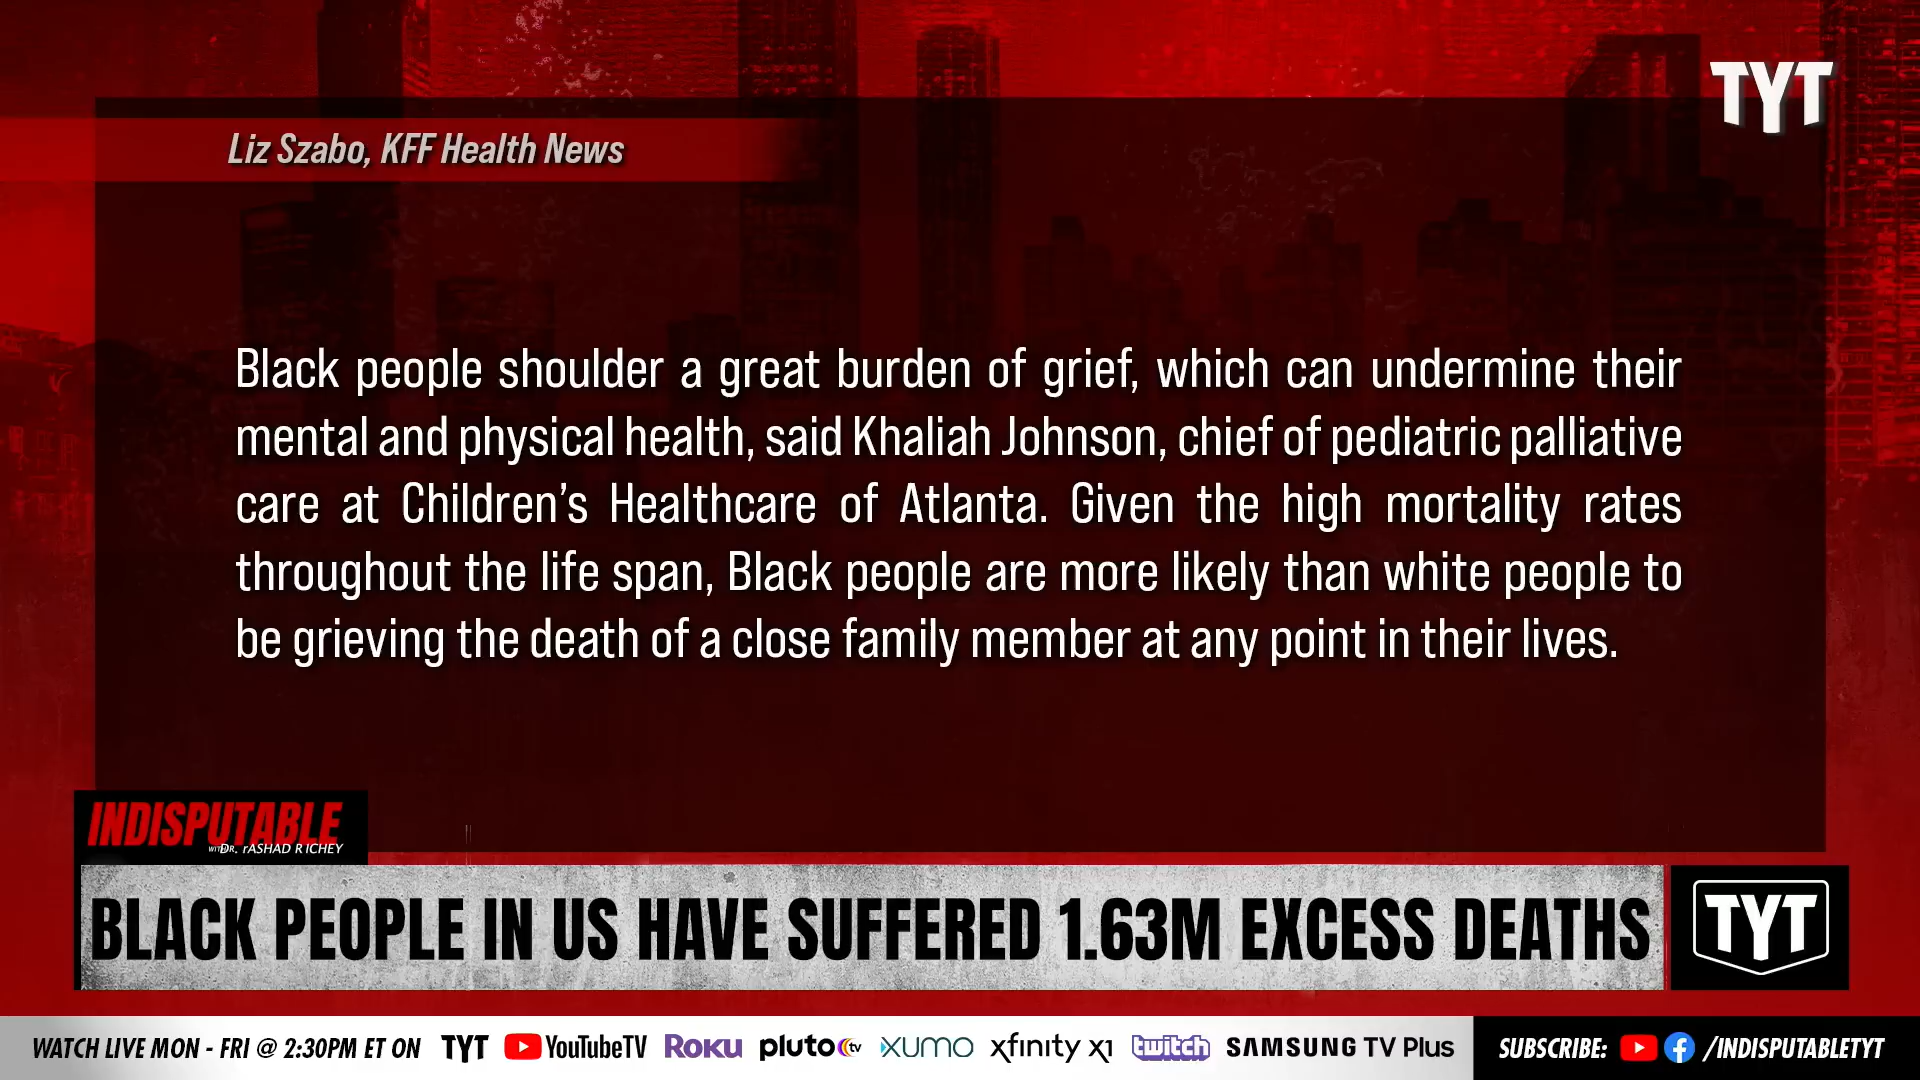 TYT
Liz Szabo, KFF Health News
Black people shoulder a great burden of grief, which can undermine their
mental and physical health, said Khaliah Johnson, chief of pediatric palliative
care at Children’s Healthcare of Atlanta. Given the high mortality rates
throughout the life span, Black people are more likely than white people to
be grieving the death of a close family member at any point in their lives.
INDISPUTABLE
WITH DR. rASHAD RICHEY
BLACK PEOPLE IN US HAVE SUFFERED 1.63M EXCESS DEATHS
TYT
WATCH LIVE MON - FRI @ 2:30PM ET ON TYT YouTubeTV ROKU pluto tv XUMO xfinity x1 twitch SAMSUNG TV Plus SUBSCRIBE: /INDISPUTABLETYT